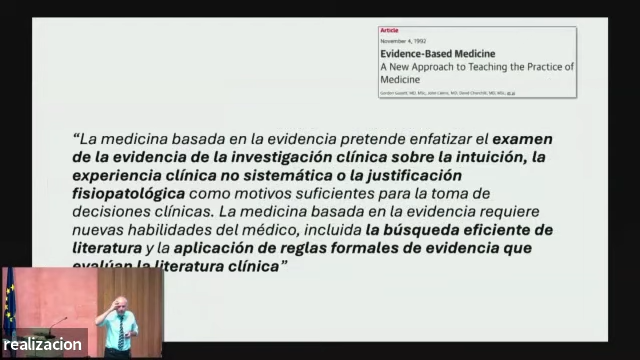 Article
November 4, 1992
Evidence-Based Medicine
A New Approach to Teaching the Practice of
Medicine
“La medicina basada en la evidencia pretende enfatizar el examen
de la evidencia de la investigación clínica sobre la intuición, la
experiencia clínica no sistemática o la justificación
fisiopatológica como motivos suficientes para la toma de
decisiones clínicas. La medicina basada en la evidencia requiere
nuevas habilidades del médico, incluida la búsqueda eficiente de
literatura y la aplicación de reglas formales de evidencia que
evalúan la literatura clínica”
realizacion